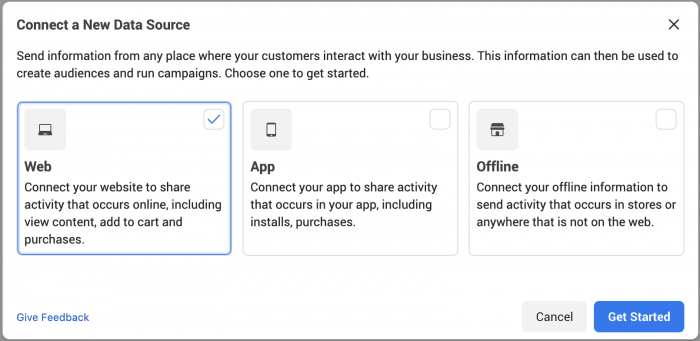 Connect a New Data Source
Send information from any place where your customers interact with your business. This information can then be used to
create audiences and run campaigns. Choose one to get started.
Web
Connect your website to share
activity that occurs online, including
view content, add to cart and
purchases.
App
Connect your app to share activity
that occurs in your app, including
installs, purchases.
Offline
Connect your offline information to
send activity that occurs in stores or
anywhere that is not on the web.
Give Feedback
Cancel
Get Started